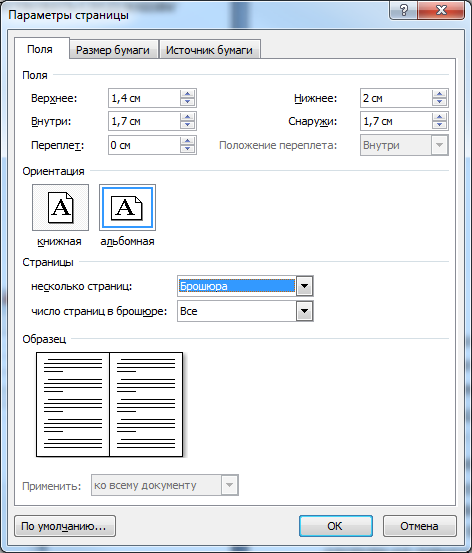 Параметры страницы
Поля Размер бумаги Источник бумаги
Поля
Верхнее: 1,4 см Нижнее: 2 см
Внутри: 1,7 см Снаружи: 1,7 см
Переплет: 0 см Положение переплета: Внутри
Ориентация
A A
книжная альбомная
Страницы
несколько страниц: Брошюра
число страниц в брошюре: Все
Образец
Применить: ко всему документу
По умолчанию... ОК Отмена